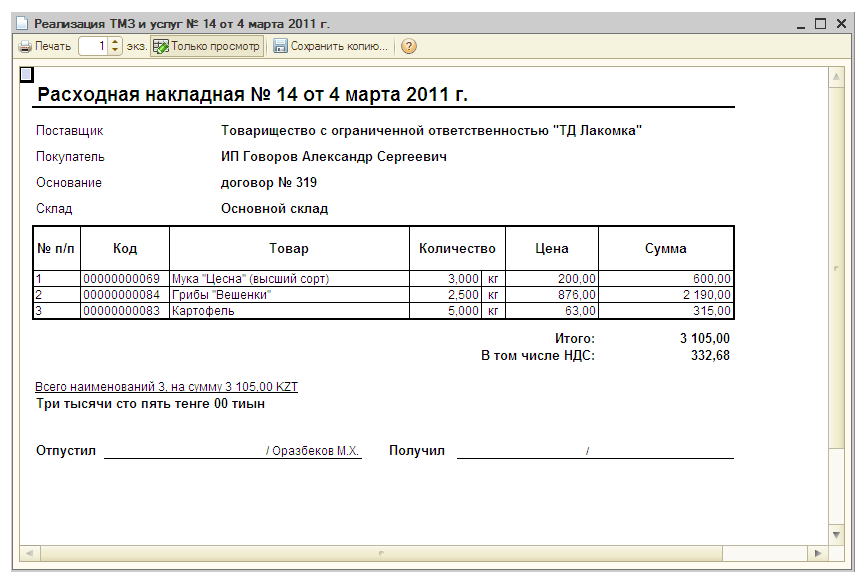 Реализация ТМЗ и услуг № 14 от 4 марта 2011 г.
Печать 1 экз. Только просмотр Сохранить копию... ?
Расходная накладная № 14 от 4 марта 2011 г.
Поставщик Товарищество с ограниченной ответственностью "ТД Лакомка"
Покупатель ИП Говоров Александр Сергеевич
Основание договор № 319
Склад Основной склад
№ п/п Код Товар Количество Цена Сумма
1 00000000069 Мука "Цесна" (высший сорт) 3,000 кг 200,00 600,00
2 00000000084 Грибы "Вешенки" 2,500 кг 876,00 2 190,00
3 00000000083 Картофель 5,000 кг 63,00 315,00
Итого: 3 105,00
В том числе НДС: 332,68
Всего наименований 3, на сумму 3 105,00 KZT
Три тысячи сто пять тенге 00 тиын
Отпустил / Оразбеков М.Х. Получил /